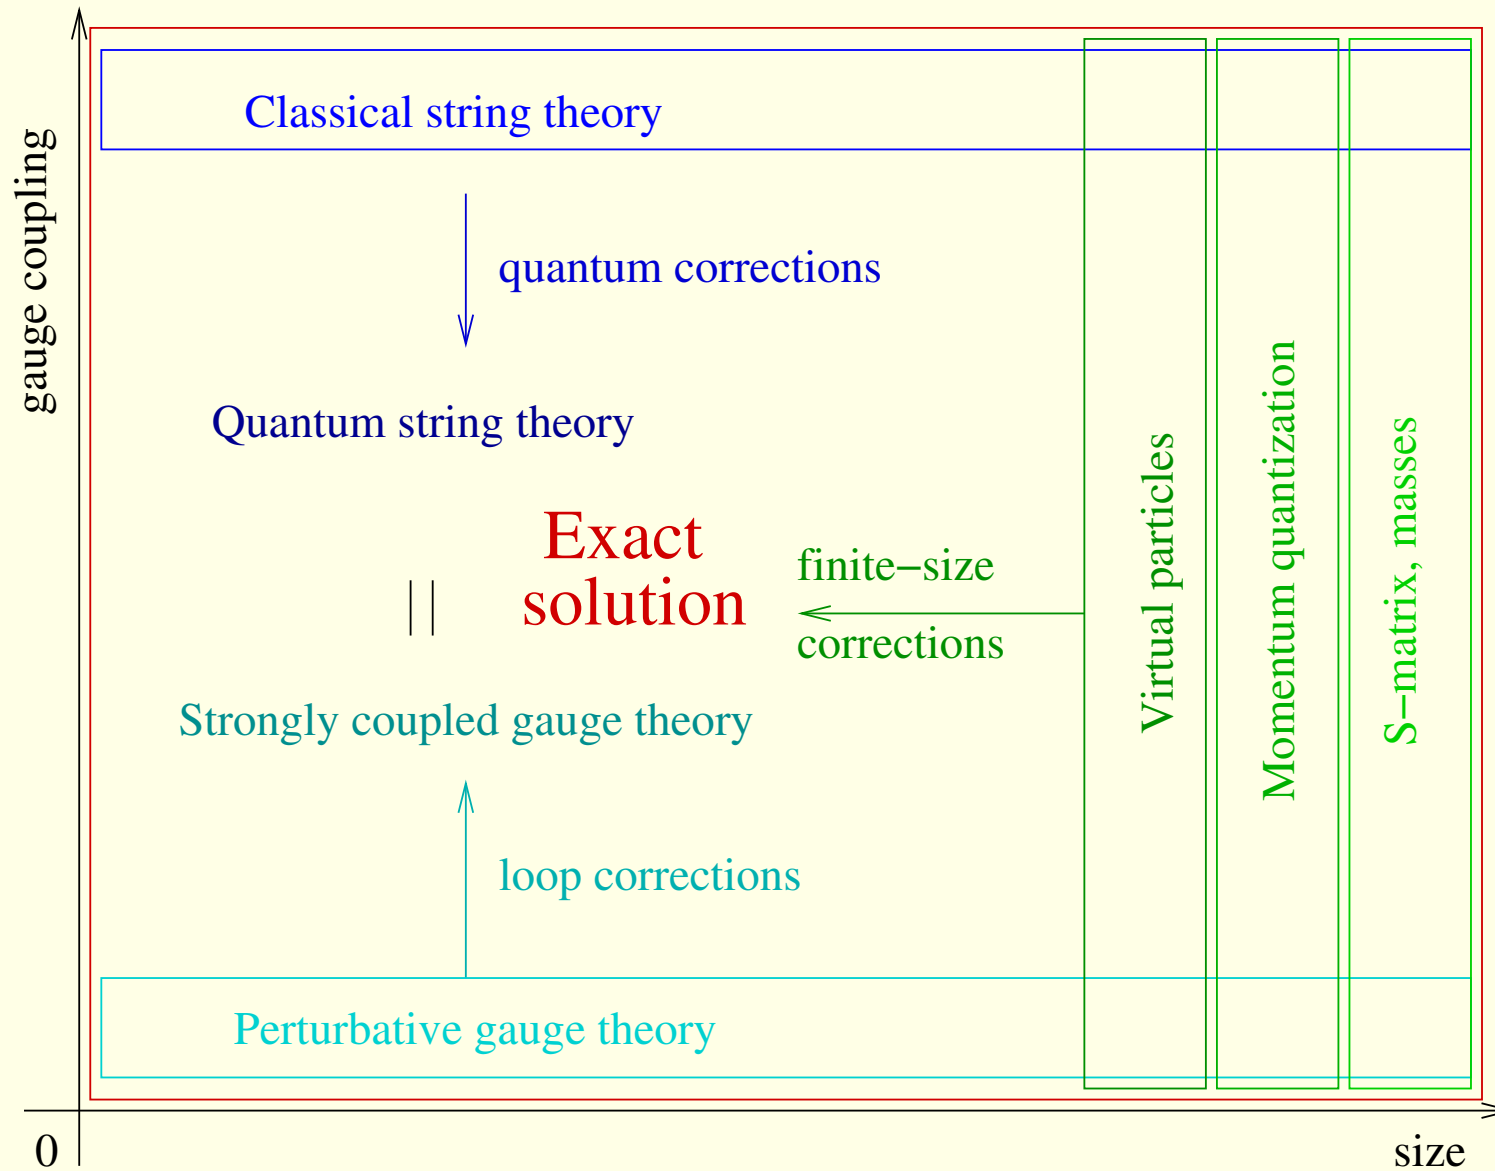 gauge coupling
Classical string theory
quantum corrections
Quantum string theory
Exact
solution
||
finite−size
corrections
Strongly coupled gauge theory
loop corrections
Perturbative gauge theory
Virtual particles
Momentum quantization
S−matrix, masses
0
size